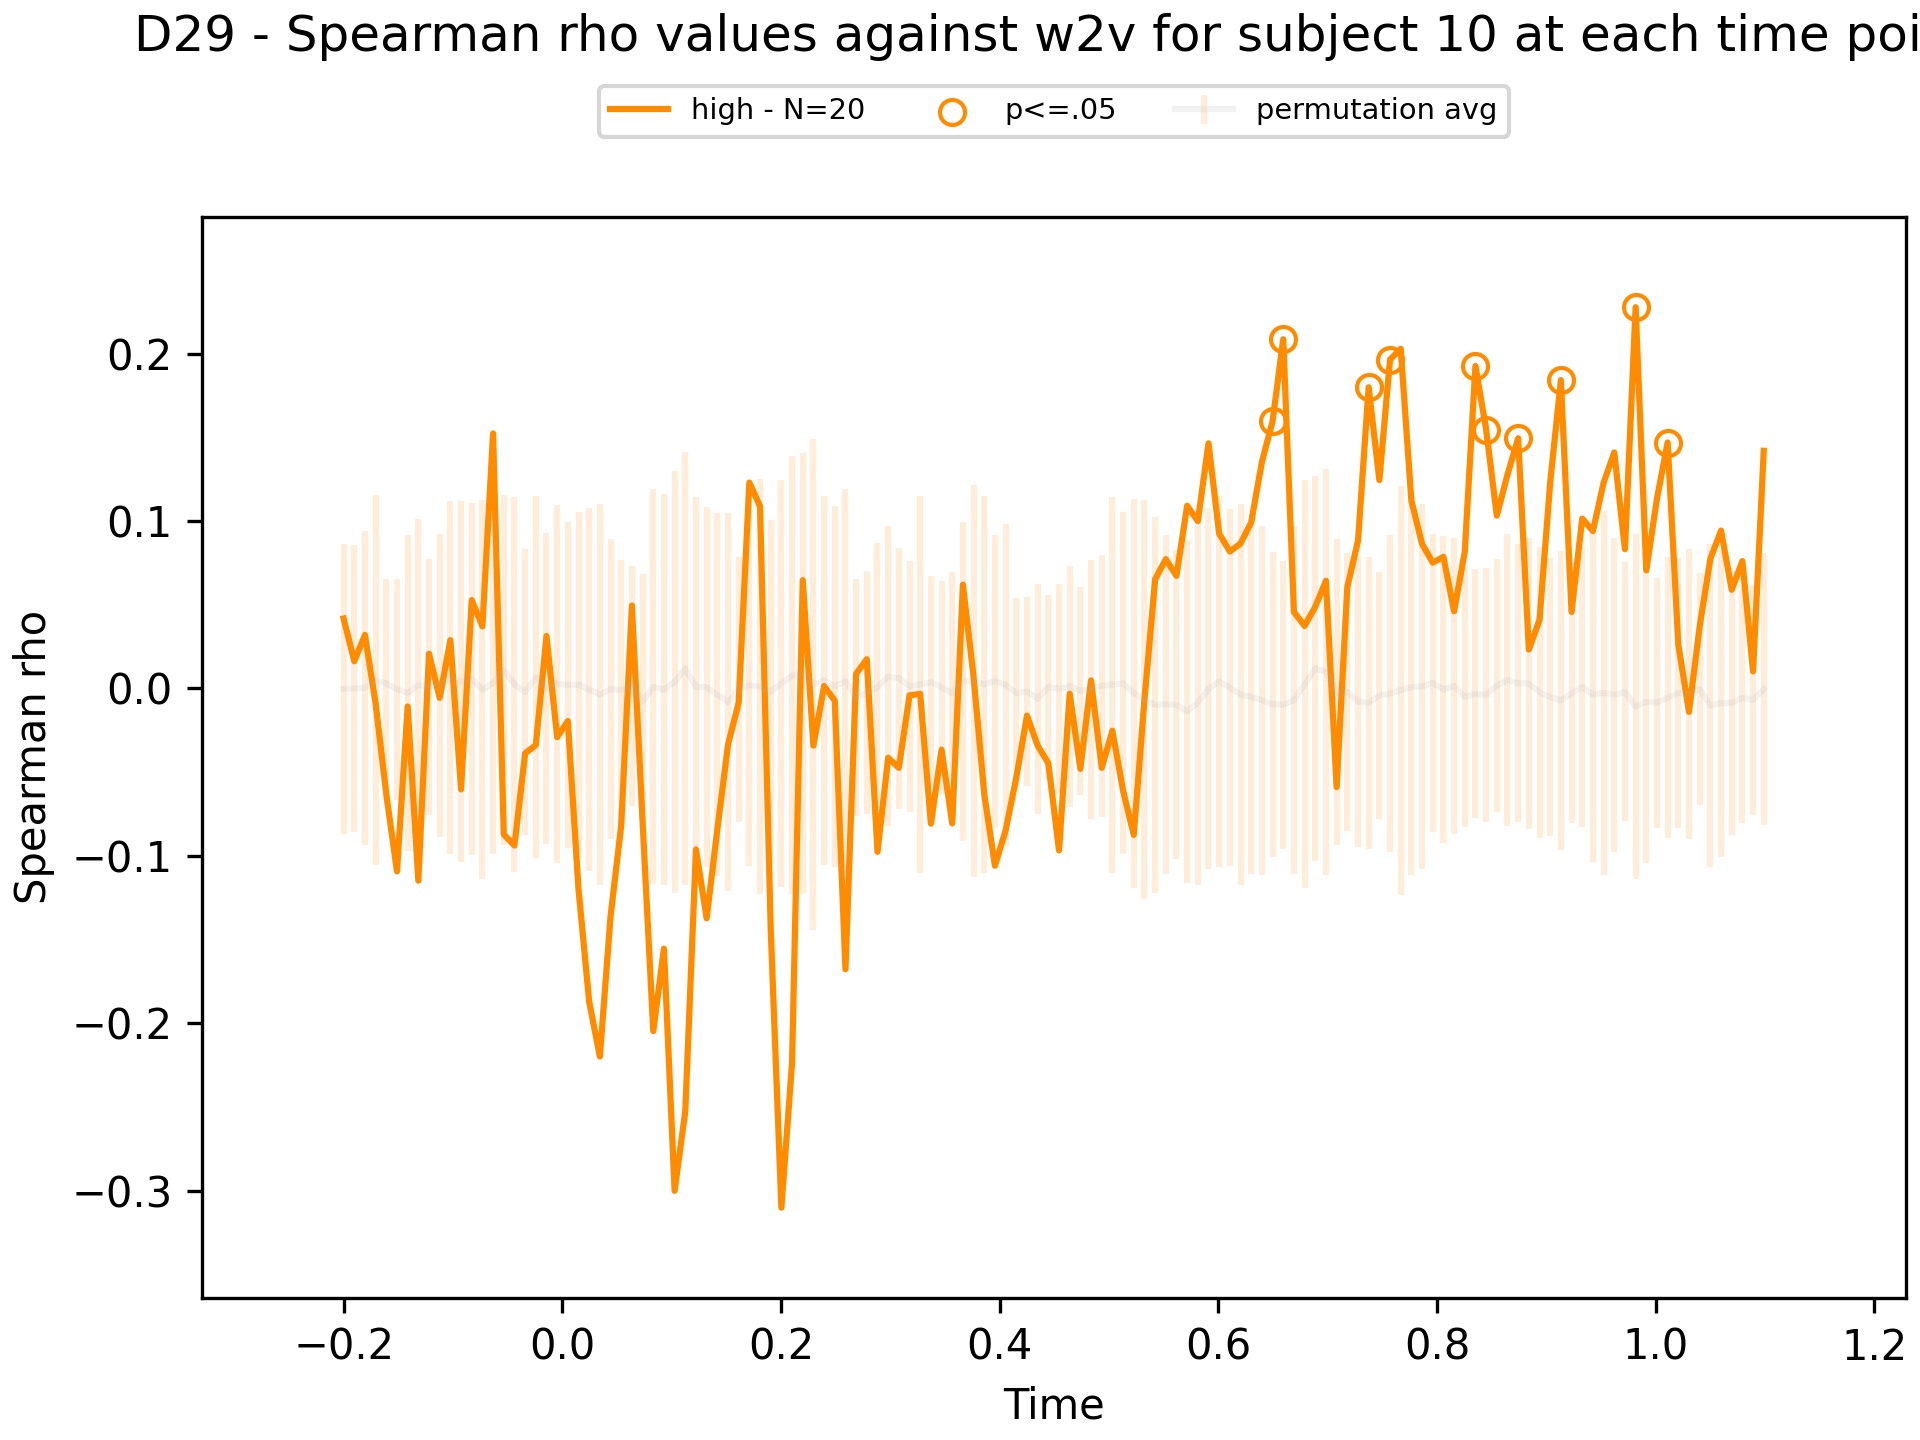 D29 - Spearman rho values against w2v for subject 10 at each time poi
high - N=20
p<=.05
permutation avg
Spearman rho
0.2
0.1
0.0
−0.1
−0.2
−0.3
−0.2 0.0 0.2 0.4 0.6 0.8 1.0 1.2
Time